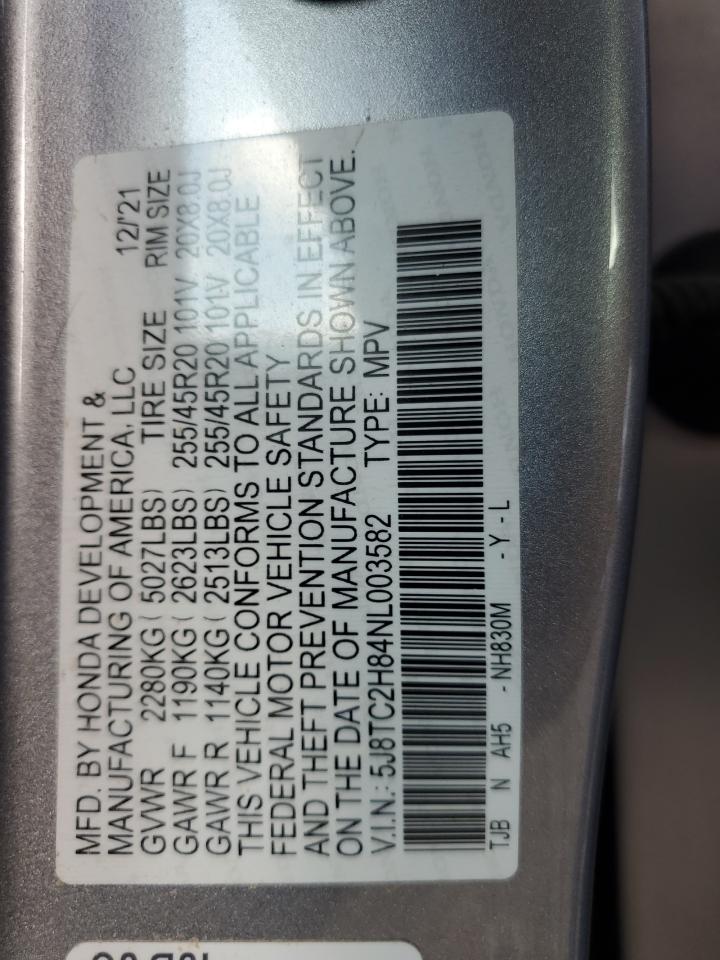 MFD. BY HONDA DEVELOPMENT &
MANUFACTURING OF AMERICA, LLC 12/'21
GVWR 2280KG ( 5027LBS) TIRE SIZE RIM SIZE
GAWR F 1190KG ( 2623LBS) 255/45R20 101V 20X8.0J
GAWR R 1140KG ( 2513LBS) 255/45R20 101V 20X8.0J
THIS VEHICLE CONFORMS TO ALL APPLICABLE
FEDERAL MOTOR VEHICLE SAFETY
AND THEFT PREVENTION STANDARDS IN EFFECT
ON THE DATE OF MANUFACTURE SHOWN ABOVE.
V.I.N.: 5J8TC2H84NL003582 TYPE: MPV
TJB N AH5 - NH830M - Y - L